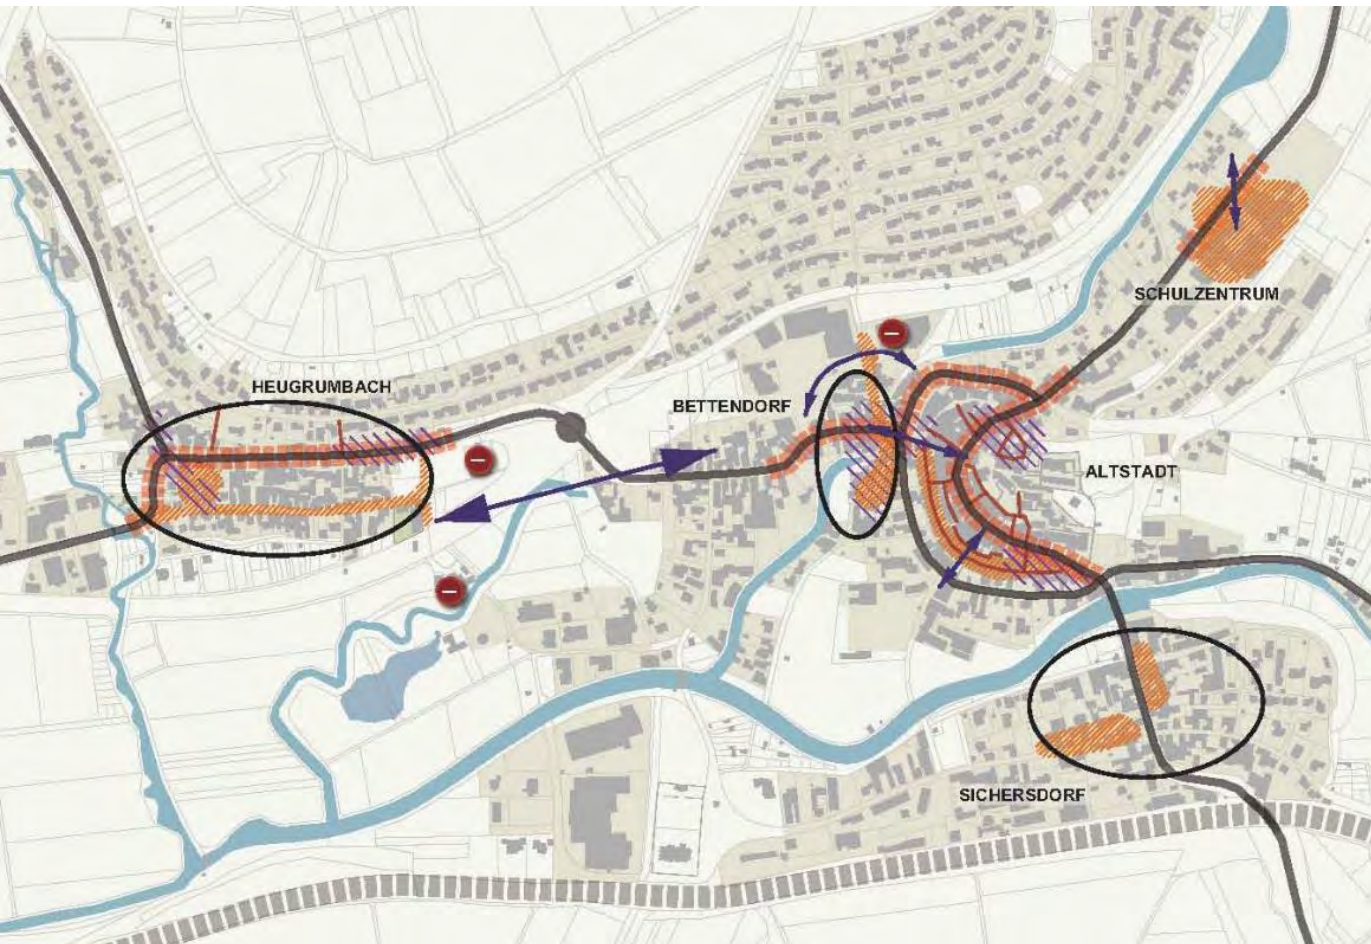 SCHULZENTRUM
HEUGRUMBACH
BETTENDORF
ALTSTADT
SICHERSDORF